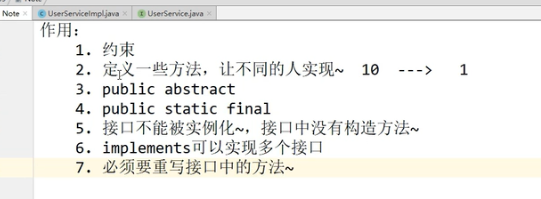 Note
UserServiceImpl.java
UserService.java
作用:
1. 约束
2. 定义一些方法，让不同的人实现~ 10 ---> 1
3. public abstract
4. public static final
5. 接口不能被实例化~，接口中没有构造方法~
6. implements可以实现多个接口
7. 必须要重写接口中的方法~